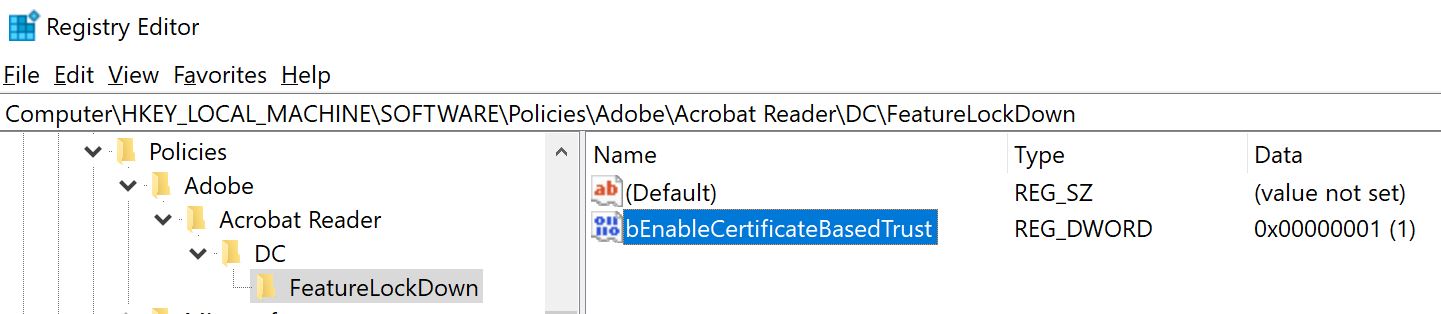 Registry Editor
File Edit View Favorites Help
Computer\HKEY_LOCAL_MACHINE\SOFTWARE\Policies\Adobe\Acrobat Reader\DC\FeatureLockDown
Policies
Adobe
Acrobat Reader
DC
FeatureLockDown
Name Type Data
(Default) REG_SZ (value not set)
bEnableCertificateBasedTrust REG_DWORD 0x00000001 (1)